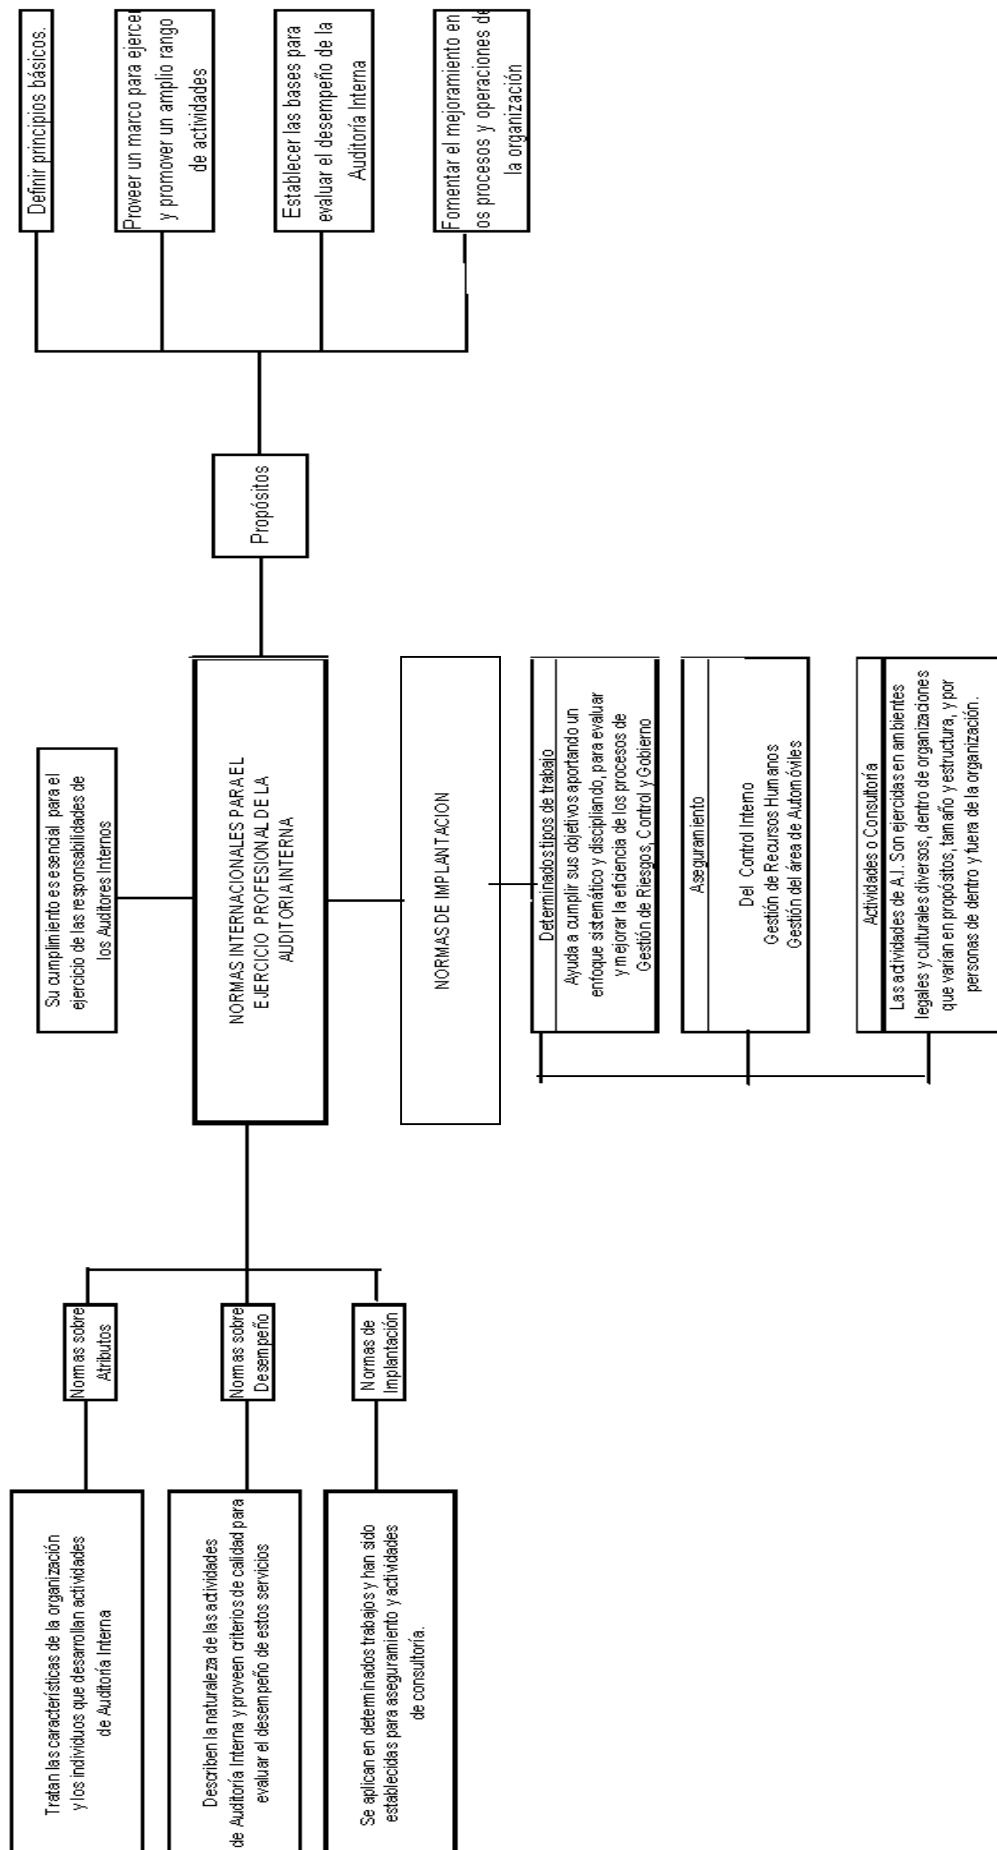 Su cumplimiento es esencial para el
ejercicio de las responsabilidades de
los Auditores Internos
Tratan las características de la organización
y los individuos que desarrollan actividades
de Auditoría Interna
Normas sobre
Atributos
Definir principios básicos.
Proveer un marco para ejercer
y promover un amplio rango
de actividades
Describen la naturaleza de las actividades
de Auditoría Interna y proveen criterios de calidad para
evaluar el desempeño de estos servicios
Normas sobre
Desempeño
NORMAS INTERNACIONALES PARA EL
EJERCICIO PROFESIONAL DE LA
AUDITORIA INTERNA
Propósitos
Establecer las bases para
evaluar el desempeño de la
Auditoría Interna
Se aplican en determinados trabajos y han sido
establecidas para aseguramiento y actividades
de consultoría.
Normas de
Implantación
Fomentar el mejoramiento en
os procesos y operaciones de
la organización
NORMAS DE IMPLANTACION
Determinados tipos de trabajo
Ayuda a cumplir sus objetivos aportando un
enfoque sistemático y discipliando, para evaluar
y mejorar la eficiencia de los procesos de
Gestión de Riesgos, Control y Gobierno
Aseguramiento
Del Control Interno
Gestión de Recursos Humanos
Gestión del área de Automóviles
Actividades o Consultoría
Las actividades de A.I. Son ejercidas en ambientes
legales y culturales diversos, dentro de organizaciones
que varían en propósitos, tamaño y estructura, y por
personas de dentro y fuera de la organización.